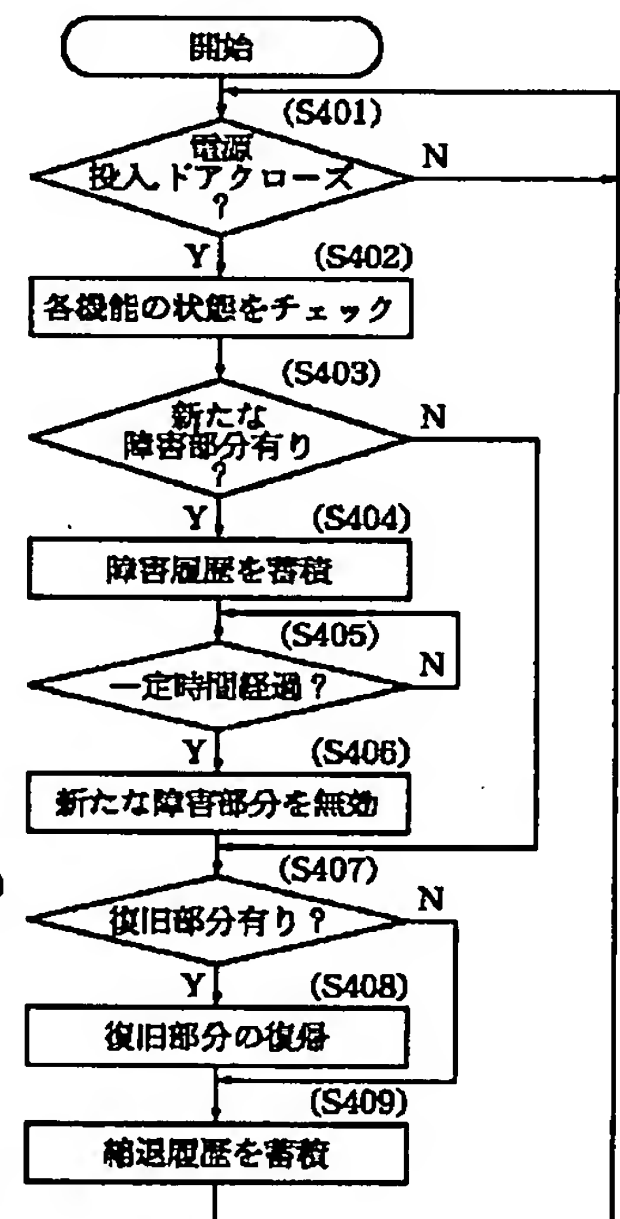 開始
(S401)
電源
投入ドアクローズ
?
N
Y
(S402)
各機能の状態をチェック
(S403)
新たな
障害部分有り
?
N
Y
(S404)
障害履歴を蓄積
(S405)
一定時間経過?
N
Y
(S406)
新たな障害部分を無効
(S407)
復旧部分有り?
N
Y
(S408)
復旧部分の復帰
(S409)
縮退履歴を蓄積